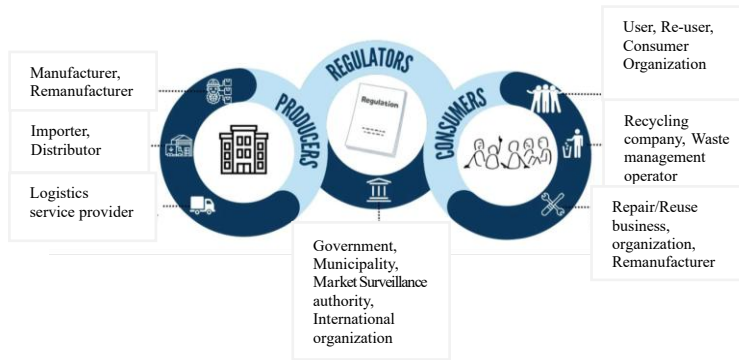 Manufacturer,
Remanufacturer
Importer,
Distributor
Logistics
service provider
PRODUCERS
REGULATORS
Regulation
CONSUMERS
Government,
Municipality,
Market Surveillance
authority,
International
organization
User, Re-user,
Consumer
Organization
Recycling
company, Waste
management
operator
Repair/Reuse
business,
organization,
Remanufacturer